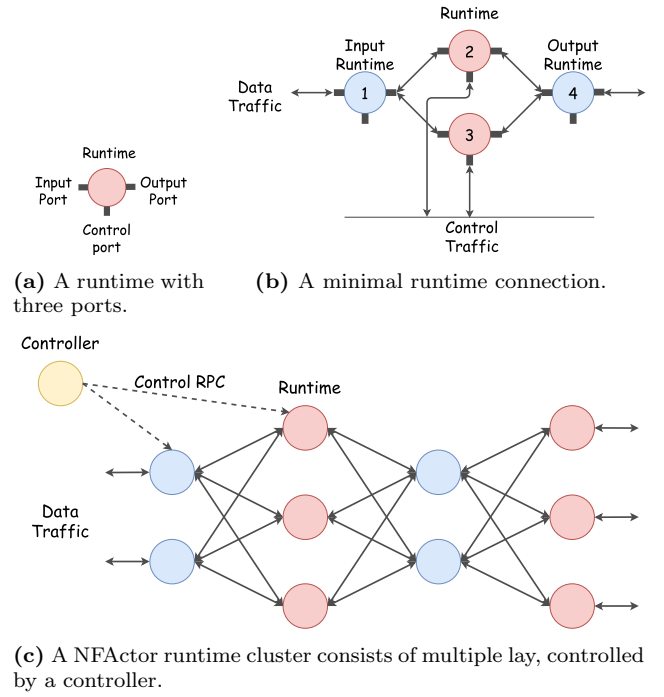 Runtime
Input
Port
Output
Port
Control
port
(a) A runtime with
three ports.
Runtime
Input
Runtime
Output
Runtime
Data
Traffic
1
2
3
4
Control
Traffic
(b) A minimal runtime connection.
Controller
Control RPC
Runtime
Data
Traffic
(c) A NFActor runtime cluster consists of multiple lay, controlled
by a controller.